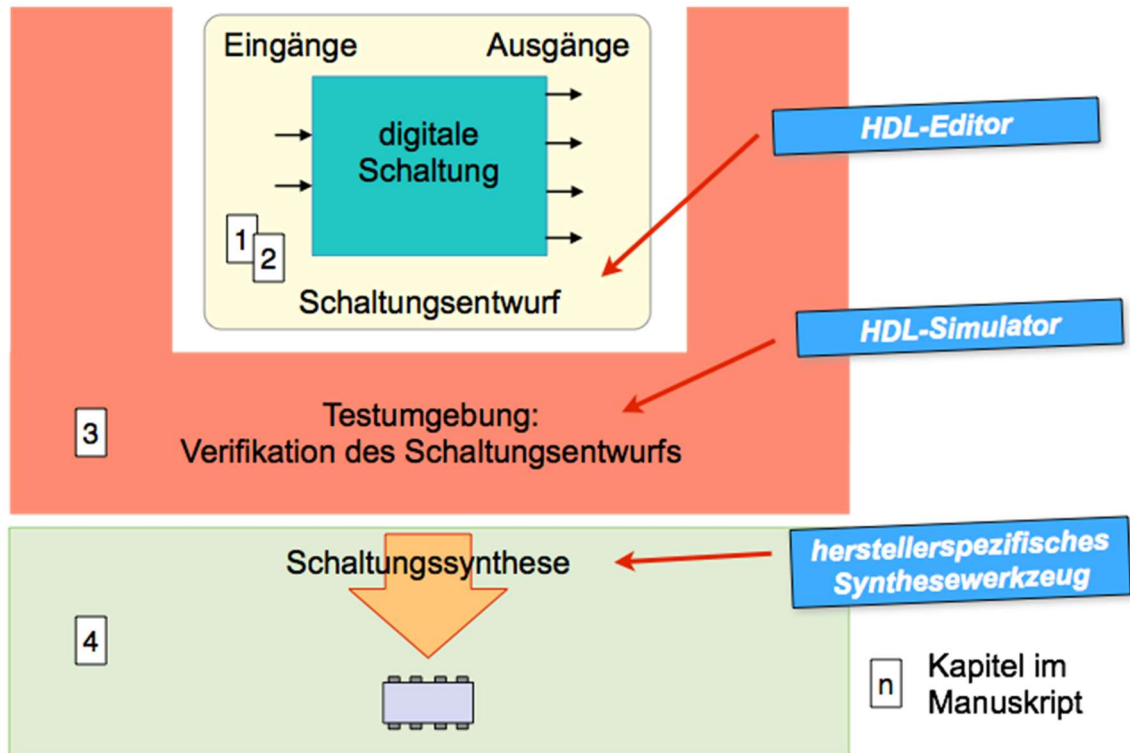 Eingänge
Ausgänge
digitale
Schaltung
1
2
Schaltungsentwurf
HDL-Editor
HDL-Simulator
3
Testumgebung:
Verifikation des Schaltungsentwurfs
Schaltungssynthese
herstellerspezifisches
Synthesewerkzeug
4
n
Kapitel im
Manuskript